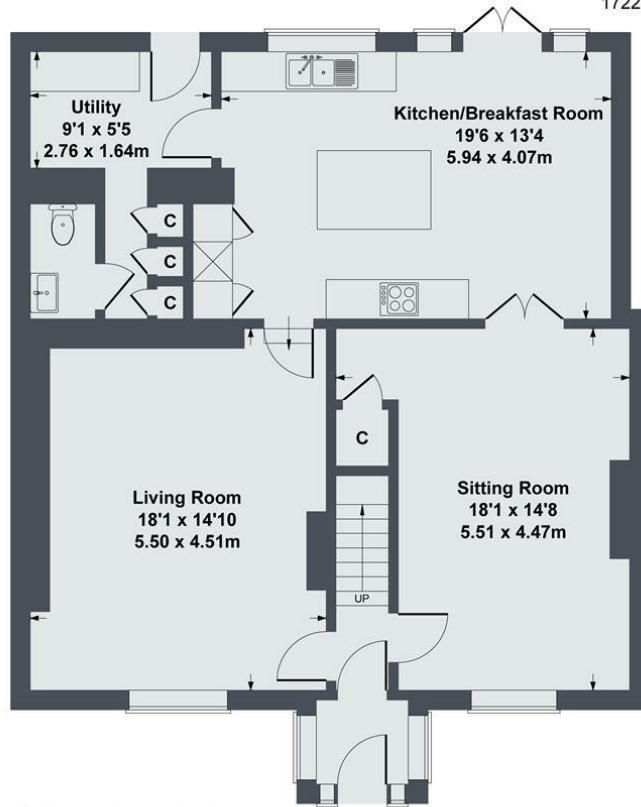 1722
Utility
9'1 x 5'5
2.76 x 1.64m
Kitchen/Breakfast Room
19'6 x 13'4
5.94 x 4.07m
C
C
C
C
Living Room
18'1 x 14'10
5.50 x 4.51m
Sitting Room
18'1 x 14'8
5.51 x 4.47m
UP